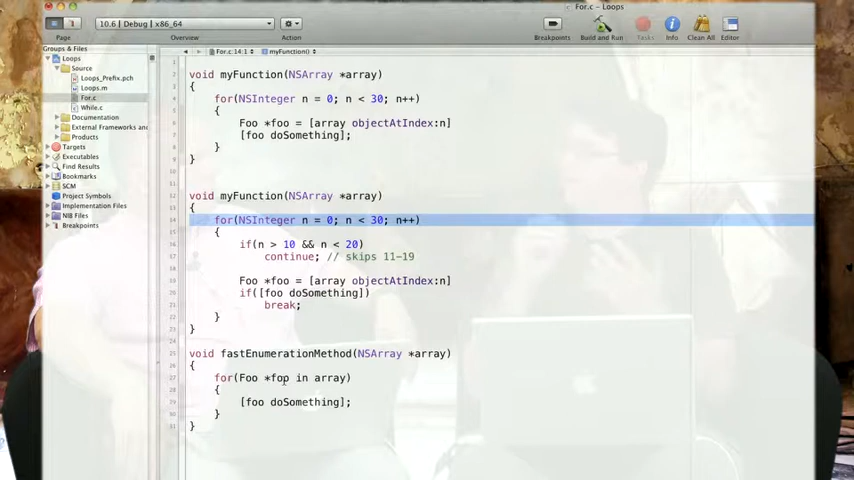 For.c - Loops
10.6 | Debug | x86_64
Page
Overview
Action
Breakpoints
Build and Run
Tasks
Info
Clean All
Editor
Groups & Files
Loops
Source
Loops_Prefix.pch
Loops.m
For.c
While.c
Documentation
External Frameworks and
Products
Targets
Executables
Find Results
Bookmarks
SCM
Project Symbols
Implementation Files
NIB Files
Breakpoints
For.c:14:1
myFunction()
void myFunction(NSArray *array)
{
for(NSInteger n = 0; n < 30; n++)
{
Foo *foo = [array objectAtIndex:n]
[foo doSomething];
}
}
void myFunction(NSArray *array)
{
for(NSInteger n = 0; n < 30; n++)
{
if(n > 10 && n < 20)
continue; // skips 11-19
Foo *foo = [array objectAtIndex:n]
if([foo doSomething])
break;
}
}
void fastEnumerationMethod(NSArray *array)
{
for(Foo *foo in array)
{
[foo doSomething];
}
}